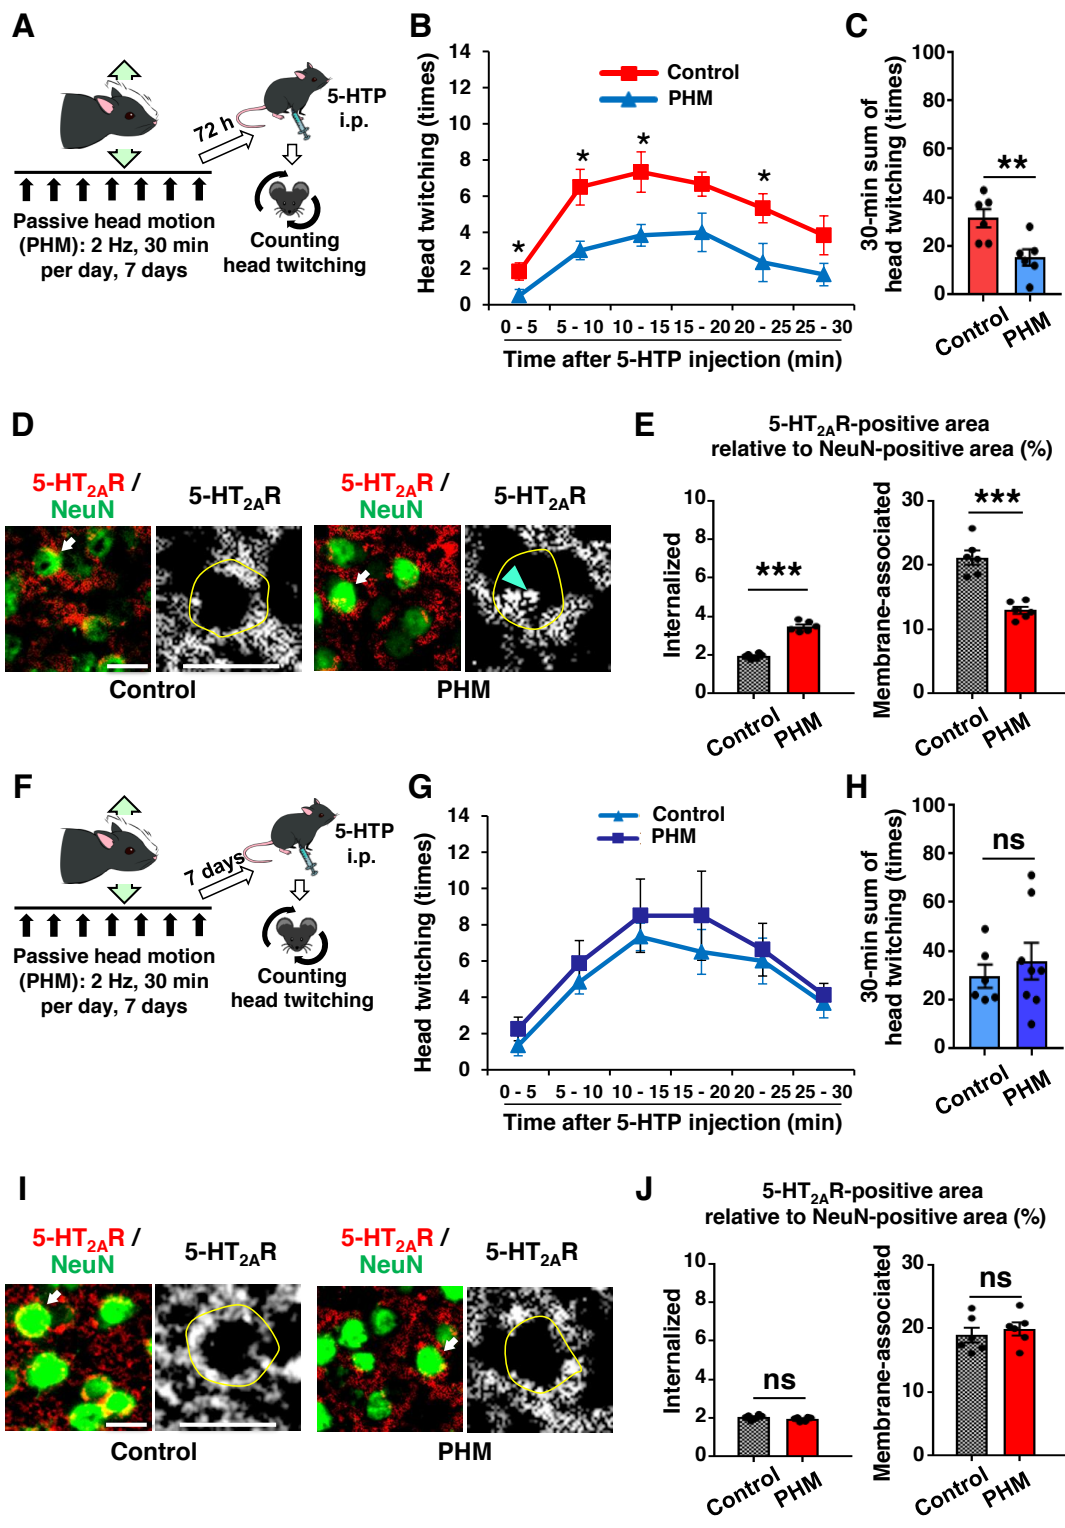 A
72 h
5-HTP
i.p.
Passive head motion
(PHM): 2 Hz, 30 min
per day, 7 days
Counting
head twitching
B
Head twitching (times)
14
12
10
8
6
4
2
0
Control
PHM
*
*
*
*
0 - 5
5 - 10
10 - 15
15 - 20
20 - 25
25 - 30
Time after 5-HTP injection (min)
C
30-min sum of
head twitching (times)
100
80
60
40
20
0
**
Control
PHM
D
5-HT2AR /
NeuN
5-HT2AR
5-HT2AR /
NeuN
5-HT2AR
Control
PHM
E
5-HT2AR-positive area
relative to NeuN-positive area (%)
Internalized
10
8
6
4
2
0
***
Control
PHM
Membrane-associated
30
20
10
0
***
Control
PHM
F
7 days
5-HTP
i.p.
Passive head motion
(PHM): 2 Hz, 30 min
per day, 7 days
Counting
head twitching
G
Head twitching (times)
14
12
10
8
6
4
2
0
Control
PHM
0 - 5
5 - 10
10 - 15
15 - 20
20 - 25
25 - 30
Time after 5-HTP injection (min)
H
30-min sum of
head twitching (times)
100
80
60
40
20
0
ns
Control
PHM
I
5-HT2AR /
NeuN
5-HT2AR
5-HT2AR /
NeuN
5-HT2AR
Control
PHM
J
5-HT2AR-positive area
relative to NeuN-positive area (%)
Internalized
10
8
6
4
2
0
ns
Control
PHM
Membrane-associated
30
20
10
0
ns
Control
PHM